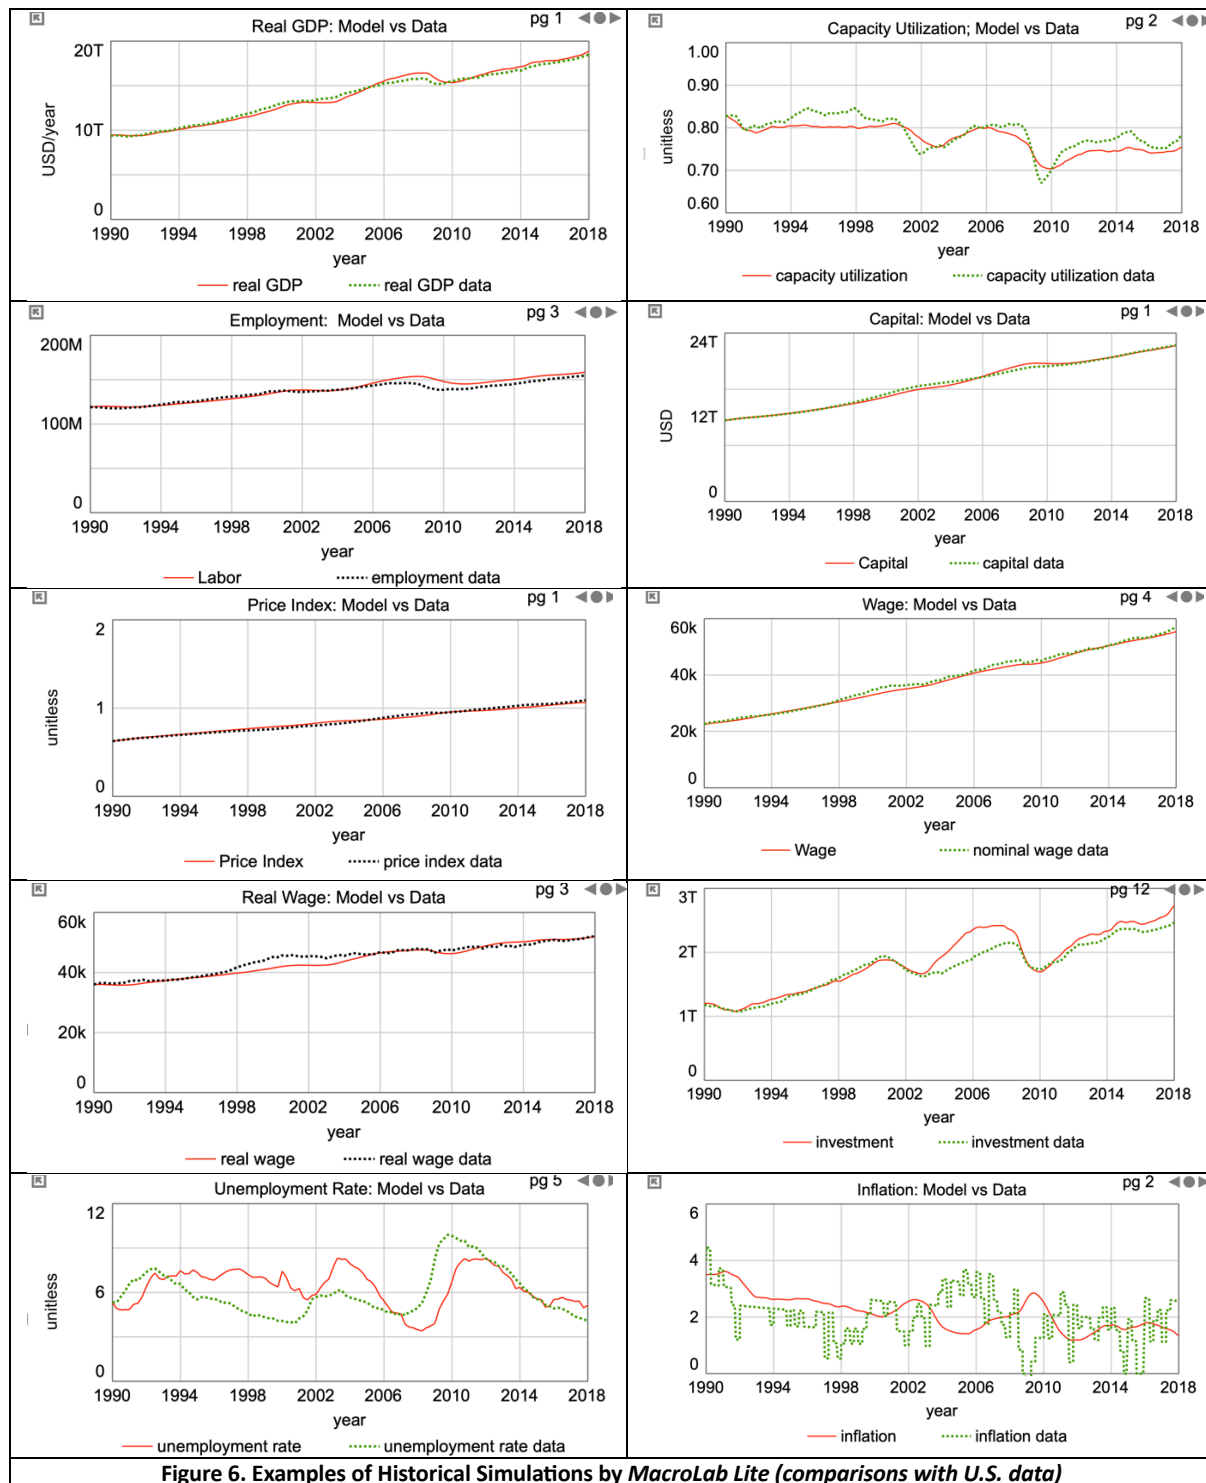 Real GDP: Model vs Data
pg 1
20T
10T
0
USD/year
1990 1994 1998 2002 2006 2010 2014 2018
year
real GDP real GDP data
Capacity Utilization; Model vs Data
pg 2
1.00
0.90
0.80
0.70
0.60
unitless
1990 1994 1998 2002 2006 2010 2014 2018
year
capacity utilization capacity utilization data
Employment: Model vs Data
pg 3
200M
100M
0
1990 1994 1998 2002 2006 2010 2014 2018
year
Labor employment data
Capital: Model vs Data
pg 1
24T
12T
0
USD
1990 1994 1998 2002 2006 2010 2014 2018
year
Capital capital data
Price Index: Model vs Data
pg 1
2
1
0
unitless
1990 1994 1998 2002 2006 2010 2014 2018
year
Price Index price index data
Wage: Model vs Data
pg 4
60k
40k
20k
0
1990 1994 1998 2002 2006 2010 2014 2018
year
Wage nominal wage data
Real Wage: Model vs Data
pg 3
60k
40k
20k
0
1990 1994 1998 2002 2006 2010 2014 2018
year
real wage real wage data
Investment: Model vs Data
pg 12
3T
2T
1T
0
1990 1994 1998 2002 2006 2010 2014 2018
year
investment investment data
Unemployment Rate: Model vs Data
pg 5
12
6
0
unitless
1990 1994 1998 2002 2006 2010 2014 2018
year
unemployment rate unemployment rate data
Inflation: Model vs Data
pg 2
6
4
2
0
1990 1994 1998 2002 2006 2010 2014 2018
year
inflation inflation data
Figure 6. Examples of Historical Simulations by MacroLab Lite (comparisons with U.S. data)